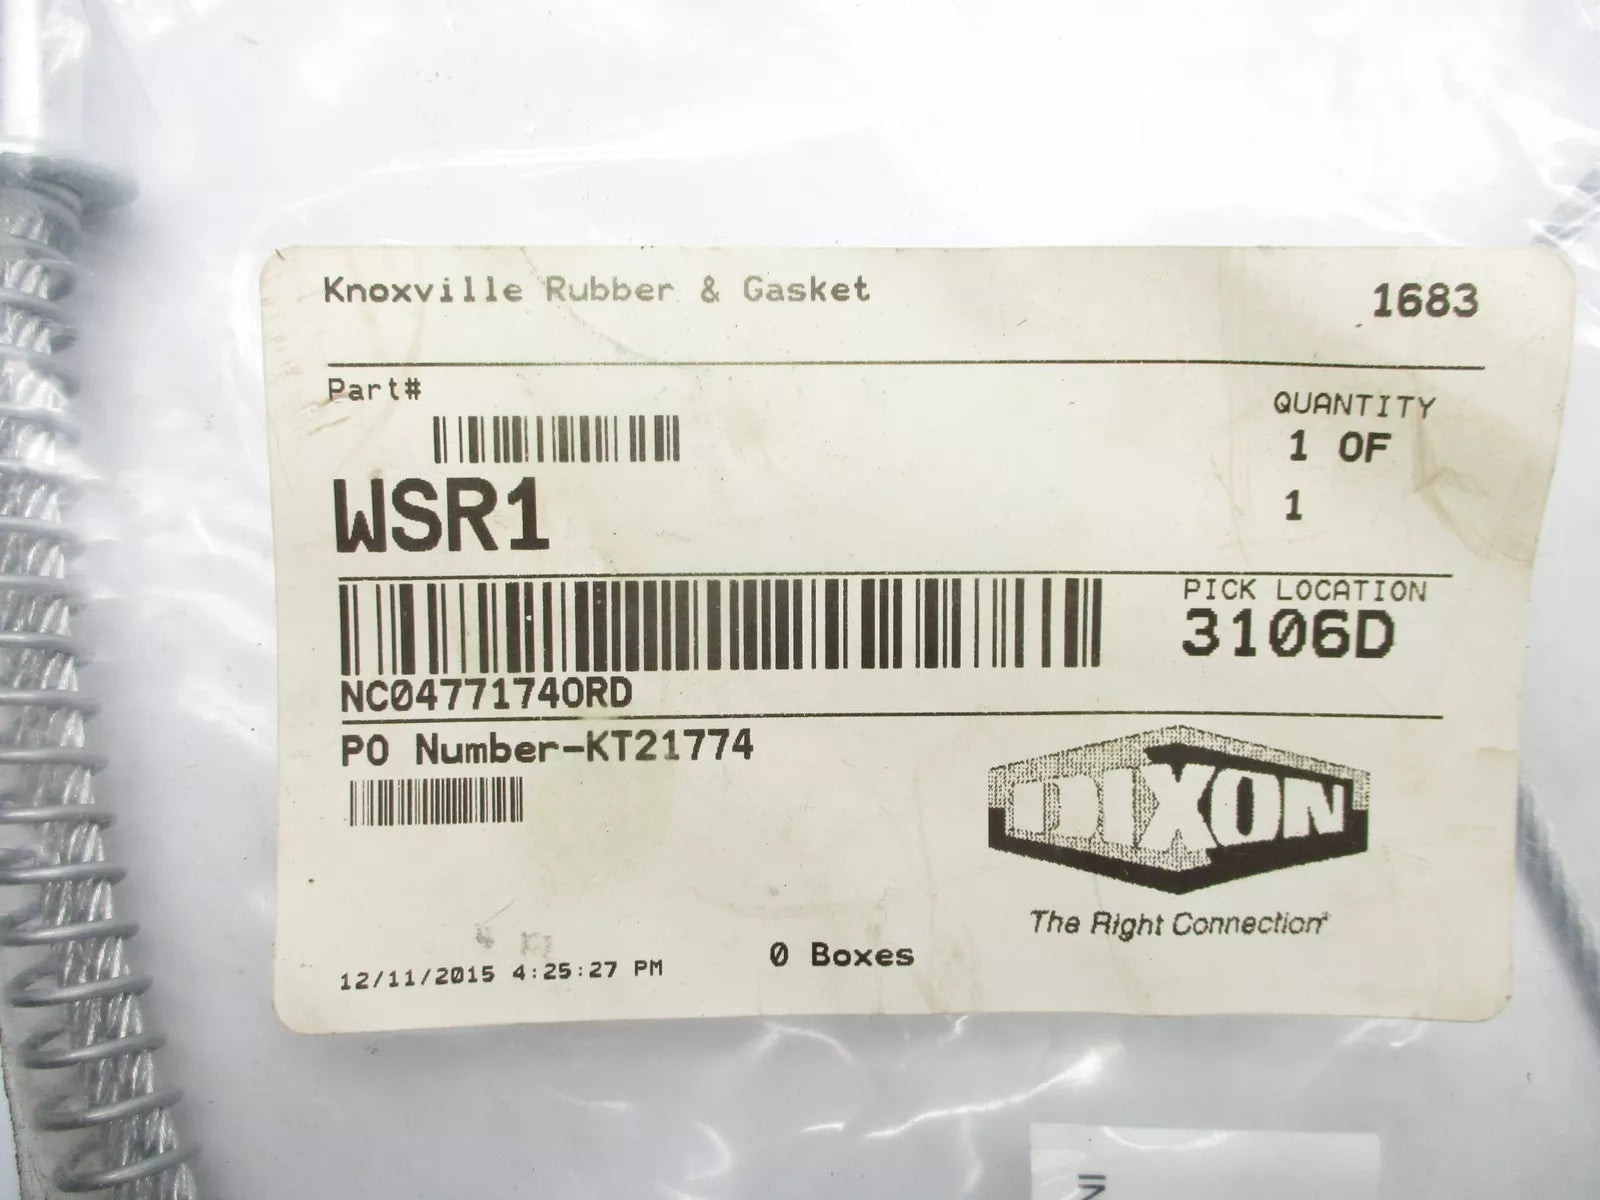 Knoxville Rubber & Gasket 1683
Part#
QUANTITY
1 OF
1
WSR1
PICK LOCATION
3106D
NC04771740RD
PO Number-KT21774
DIXON
The Right Connection
12/11/2015 4:25:27 PM
0 Boxes